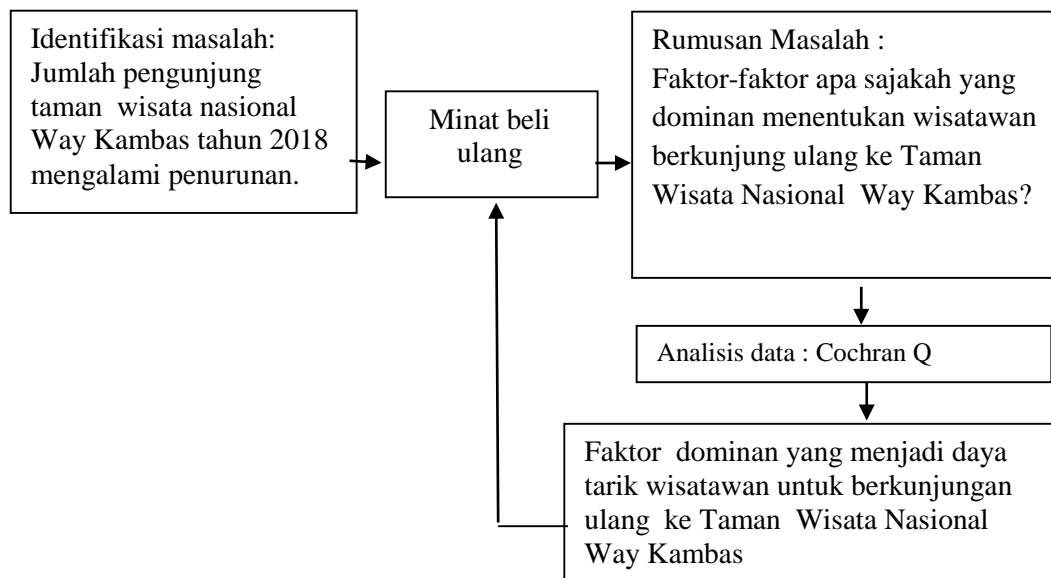 Identifikasi masalah:
Jumlah pengunjung
taman wisata nasional
Way Kambas tahun 2018
mengalami penurunan.
Minat beli
ulang
Rumusan Masalah :
Faktor-faktor apa sajakah yang
dominan menentukan wisatawan
berkunjung ulang ke Taman
Wisata Nasional Way Kambas?
Analisis data : Cochran Q
Faktor dominan yang menjadi daya
tarik wisatawan untuk berkunjungan
ulang ke Taman Wisata Nasional
Way Kambas